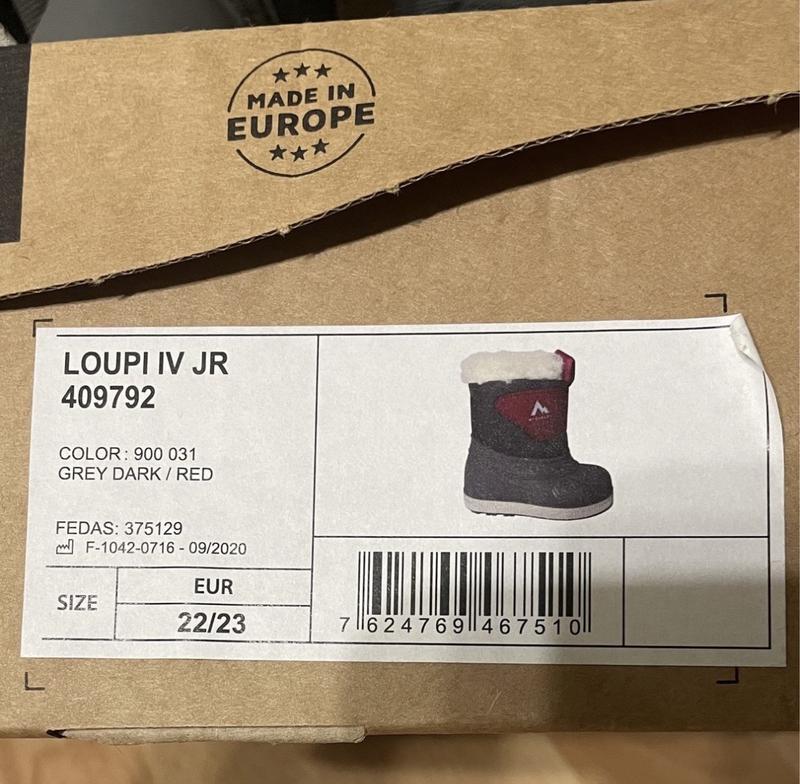 MADE IN
EUROPE
LOUPI IV JR
409792
COLOR : 900 031
GREY DARK / RED
FEDAS: 375129
F-1042-0716 - 09/2020
SIZE
EUR
22/23
7 624769 467510